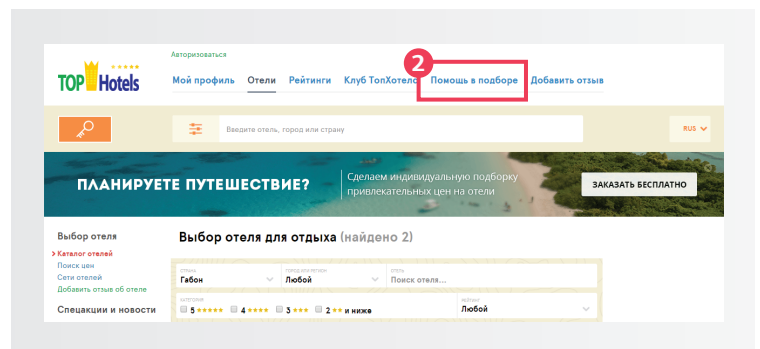 Авторизоваться
2
TOP Hotels
Мой профиль Отели Рейтинги Клуб ТопХотелс Помощь в подборе Добавить отзыв
Введите отель, город или страну
RUS
ПЛАНИРУЕТЕ ПУТЕШЕСТВИЕ?
Сделаем индивидуальную подборку
привлекательных цен на отели
ЗАКАЗАТЬ БЕСПЛАТНО
Выбор отеля
Каталог отелей
Поиск цен
Сети отелей
Добавить отзыв об отеле
Спецакции и новости
Выбор отеля для отдыха (найдено 2)
СТРАНА ГОРОД ИЛИ РЕГИОН ОТЕЛЬ
Габон Любой Поиск отеля...
КАТЕГОРИЯ РЕЙТИНГ
5 ★★★★★ 4 ★★★★ 3 ★★★ 2 ★★ и ниже Любой